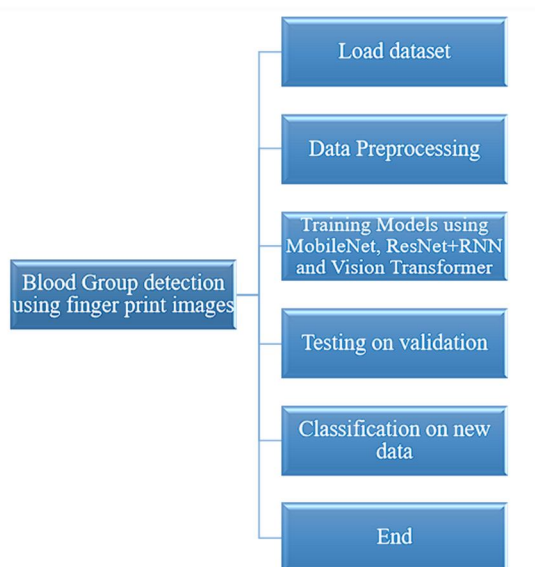 Load dataset
Data Preprocessing
Training Models using
MobileNet, ResNet+RNN
and Vision Transformer
Blood Group detection
using finger print images
Testing on validation
Classification on new
data
End